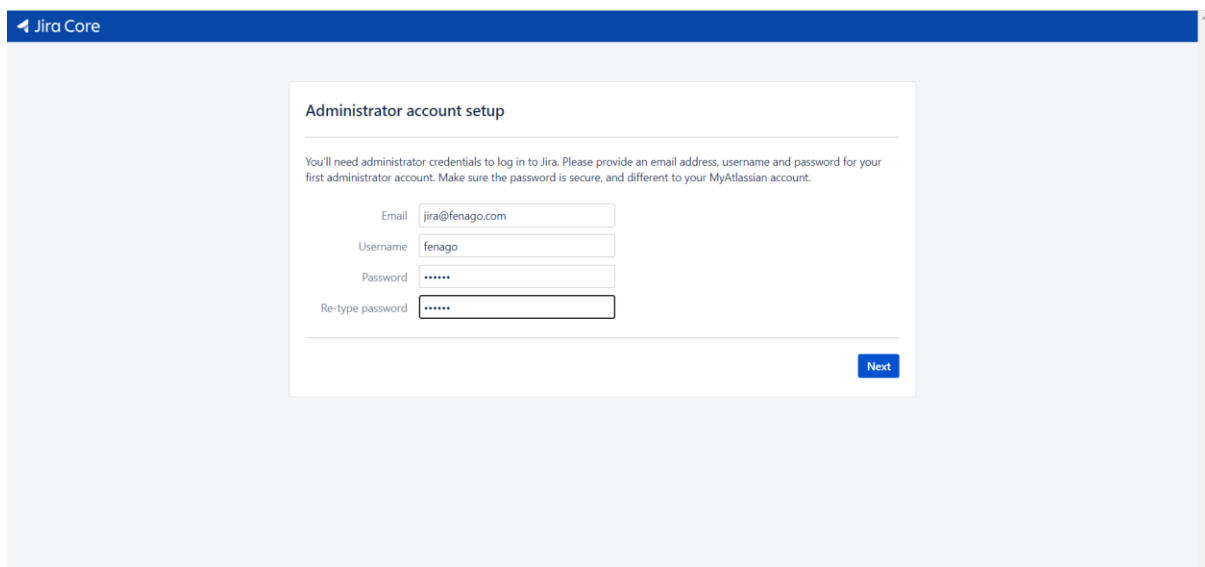 Jira Core
Administrator account setup
You'll need administrator credentials to log in to Jira. Please provide an email address, username and password for your
first administrator account. Make sure the password is secure, and different to your MyAtlassian account.
Email jira@fenago.com
Username fenago
Password ••••••
Re-type password ••••••
Next